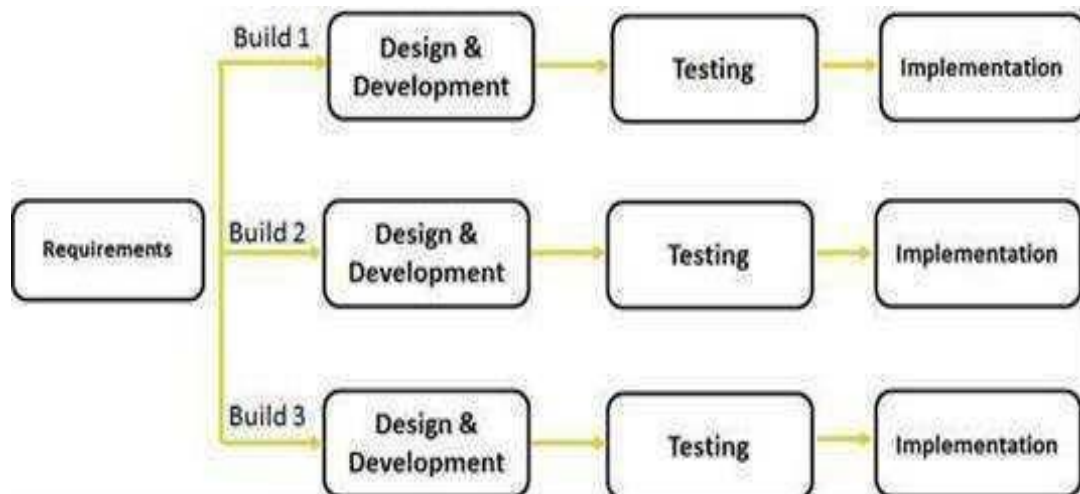 Build 1
Design &
Development
Testing
Implementation
Requirements
Build 2
Design &
Development
Testing
Implementation
Build 3
Design &
Development
Testing
Implementation